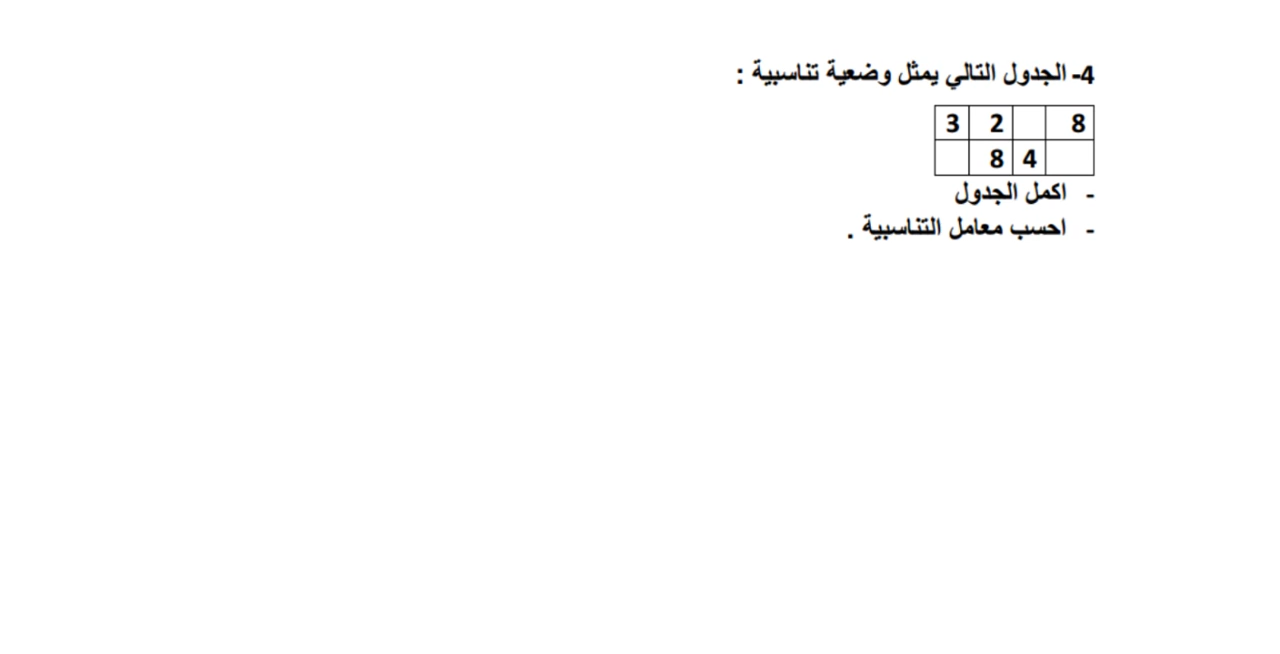 4- الجدول التالي يمثل وضعية تناسبية :
3 2 8
8 4
- اكمل الجدول
- احسب معامل التناسبية .